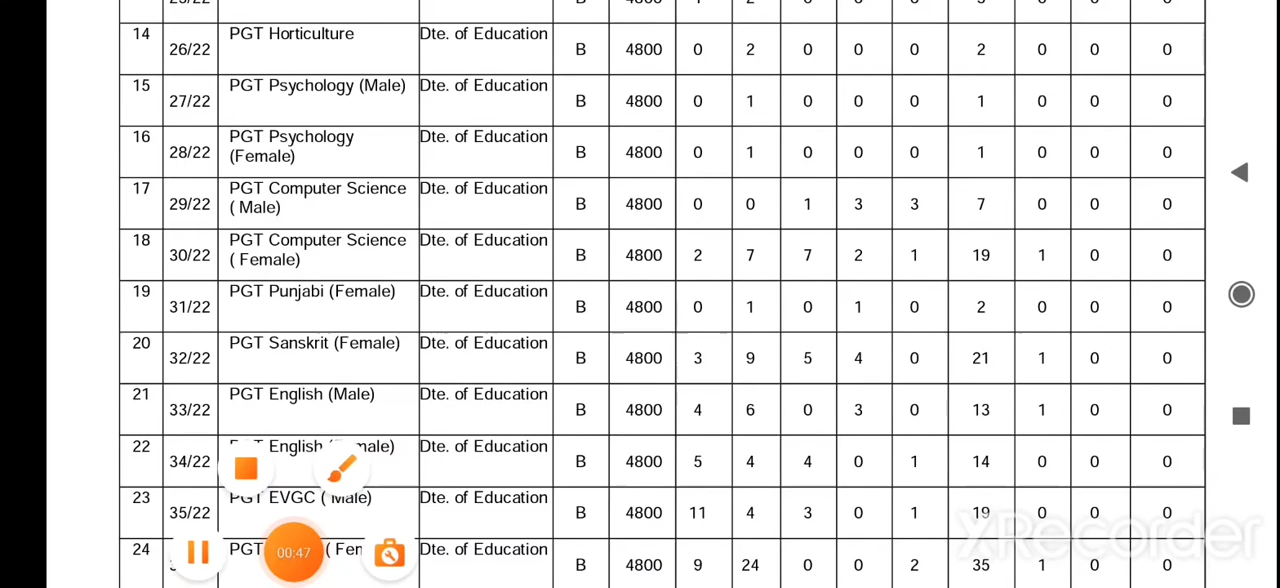 14 26/22 PGT Horticulture Dte. of Education B 4800 0 2 0 0 0 2 0 0 0
15 27/22 PGT Psychology (Male) Dte. of Education B 4800 0 1 0 0 0 1 0 0 0
16 28/22 PGT Psychology Dte. of Education B 4800 0 1 0 0 0 1 0 0 0
(Female)
17 29/22 PGT Computer Science Dte. of Education B 4800 0 0 1 3 3 7 0 0 0
( Male)
18 30/22 PGT Computer Science Dte. of Education B 4800 2 7 7 2 1 19 1 0 0
( Female)
19 31/22 PGT Punjabi (Female) Dte. of Education B 4800 0 1 0 1 0 2 0 0 0
20 32/22 PGT Sanskrit (Female) Dte. of Education B 4800 3 9 5 4 0 21 1 0 0
21 33/22 PGT English (Male) Dte. of Education B 4800 4 6 0 3 0 13 1 0 0
22 34/22 PGT English Dte. of Education B 4800 5 4 4 0 1 14 0 0 0
23 35/22 PGT EVGC ( Male) Dte. of Education B 4800 11 4 3 0 1 19 0 0 0
24 PGT Dte. of Education B 4800 9 24 0 0 2 35 1 0 0
00:47
XRecorder